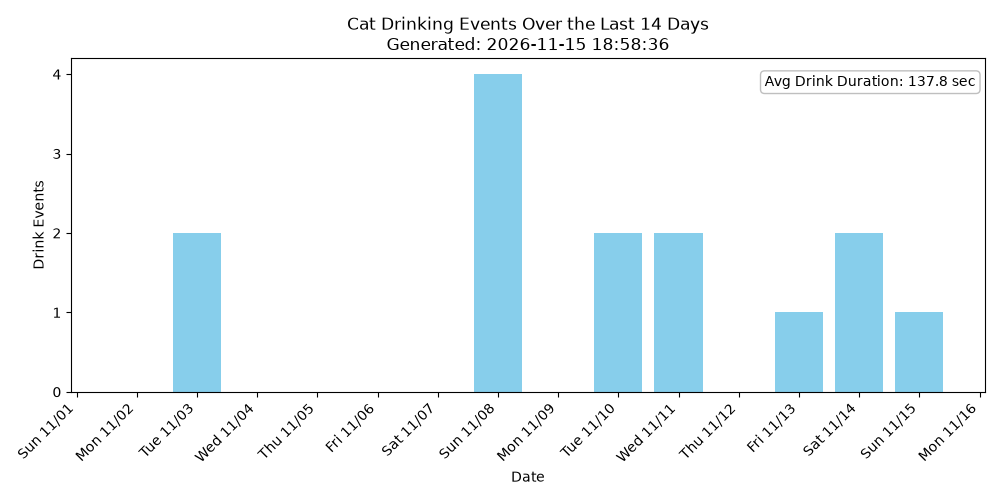 Cat Drinking Events Over the Last 14 Days
Generated: 2026-11-15 18:58:36
Avg Drink Duration: 137.8 sec
Drink Events
4
3
2
1
0
Sun 11/01
Mon 11/02
Tue 11/03
Wed 11/04
Thu 11/05
Fri 11/06
Sat 11/07
Sun 11/08
Mon 11/09
Tue 11/10
Wed 11/11
Thu 11/12
Fri 11/13
Sat 11/14
Sun 11/15
Mon 11/16
Date